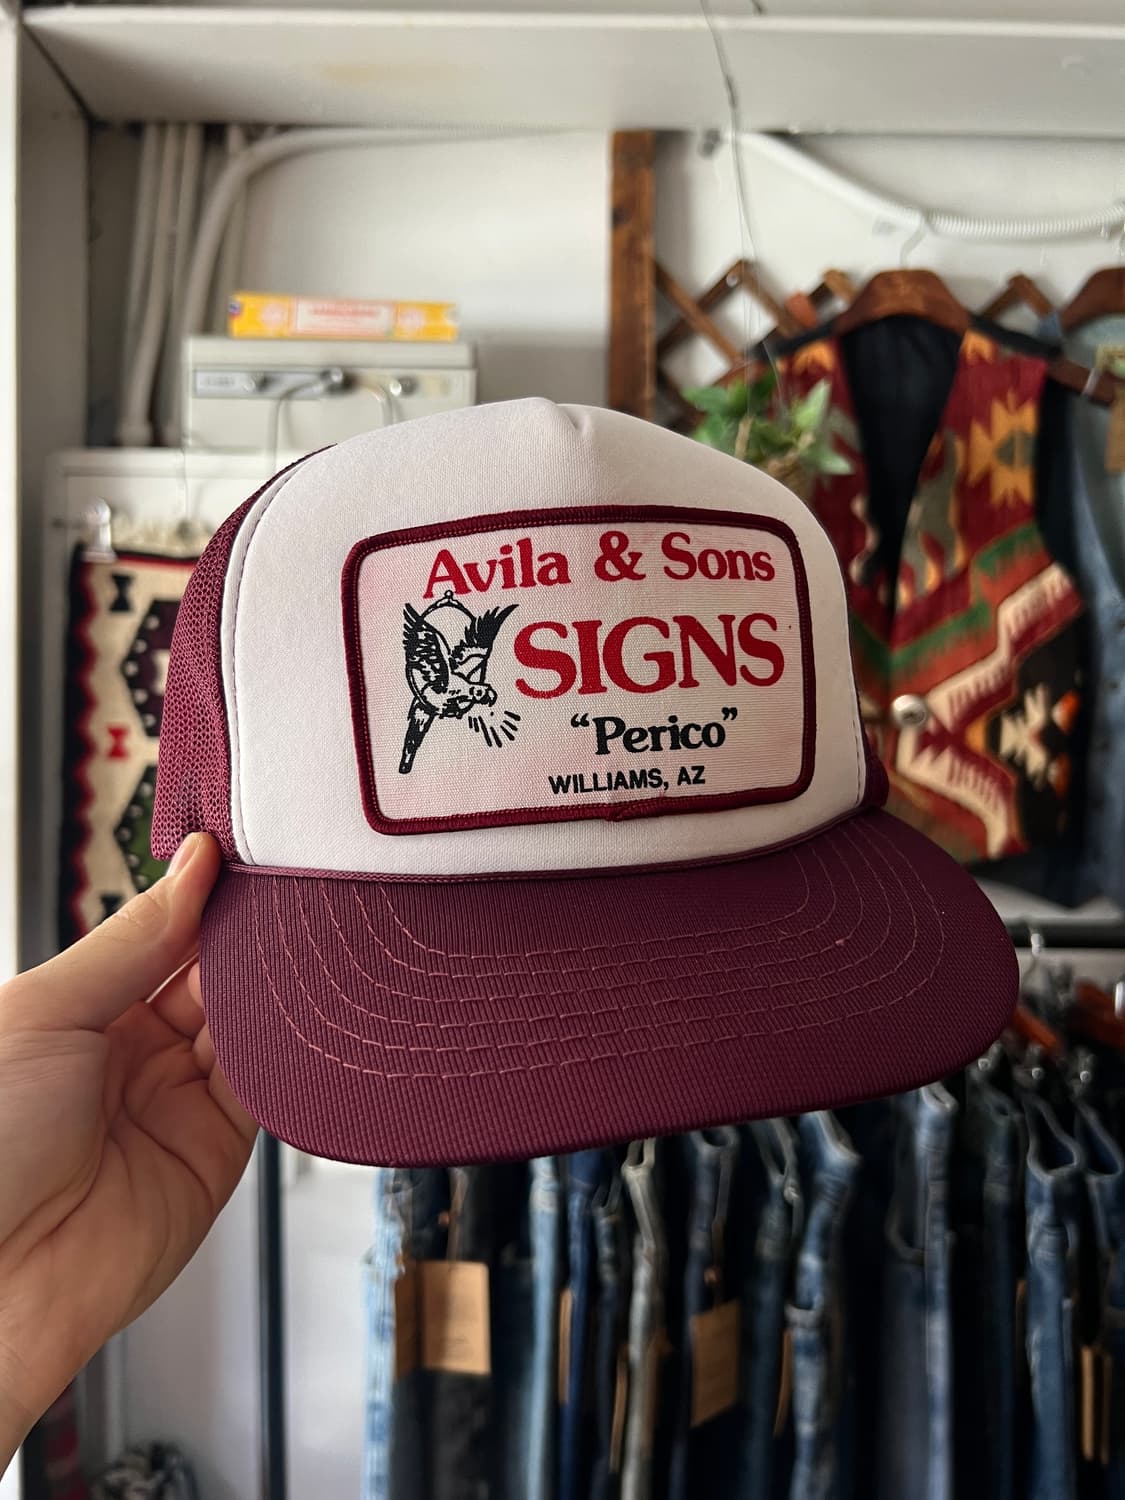 Avila & Sons
SIGNS
“Perico”
WILLIAMS, AZ